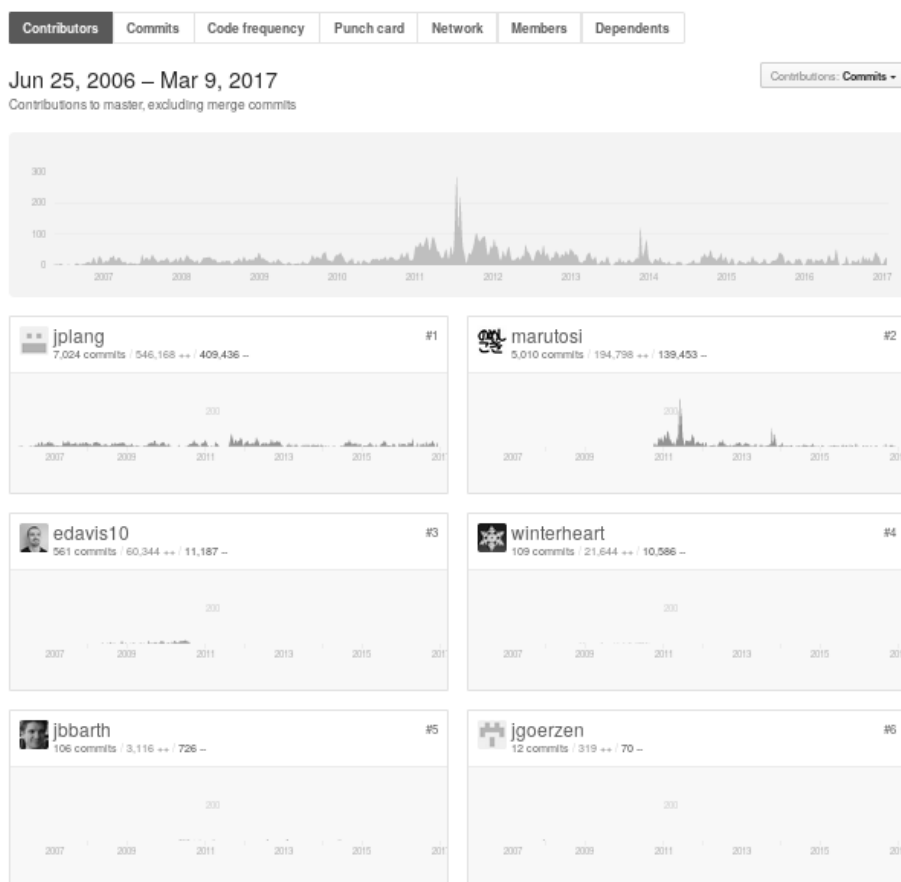 Contributors Commits Code frequency Punch card Network Members Dependents
Jun 25, 2006 – Mar 9, 2017
Contributions: Commits
Contributions to master, excluding merge commits
300
200
100
0
2007 2008 2009 2010 2011 2012 2013 2014 2015 2016 2017
jplang #1
7,024 commits / 546,168 ++ / 409,436 --
200
2007 2009 2011 2013 2015 201
marutosi #2
5,010 commits / 194,798 ++ / 139,453 --
200
2007 2009 2011 2013 2015 20
edavis10 #3
561 commits / 60,344 ++ / 11,187 --
200
2007 2009 2011 2013 2015 201
winterheart #4
109 commits / 21,644 ++ / 10,586 --
200
2007 2009 2011 2013 2015 20
jbbarth #5
106 commits / 3,116 ++ / 726 --
200
2007 2009 2011 2013 2015 201
jgoerzen #6
12 commits / 319 ++ / 70 --
200
2007 2009 2011 2013 2015 20